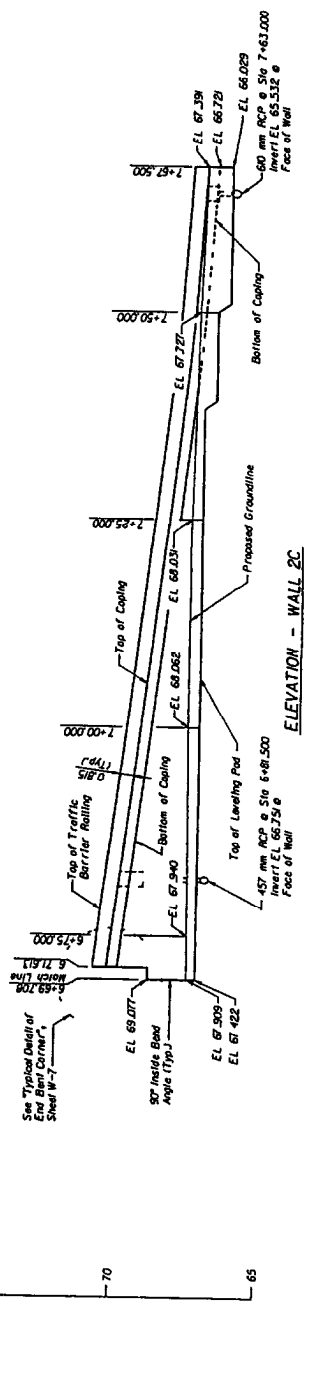 See "Typical Detail of
End Bent Corner",
Sheet W-7
6+69.708
Match Line
6 71.613
6+75.000
Top of Traffic
Barrier Railing
0.815
(Typ.)
Top of Coping
7+00.000
7+25.000
7+50.000
7+67.500
EL 67.391
EL 66.721
EL 66.029
610 mm RCP @ Sta 7+63.000
Invert EL 65.532 @
Face of Wall
EL 69.077
90° Inside Bend
Angle (Typ.)
EL 67.909
EL 67.422
EL 67.940
Bottom of Coping
EL 68.062
EL 68.031
EL 67.727
Bottom of Coping
Proposed Groundline
Top of Leveling Pad
457 mm RCP @ Sta 6+81.500
Invert EL 66.751 @
Face of Wall
ELEVATION - WALL 2C
70
65